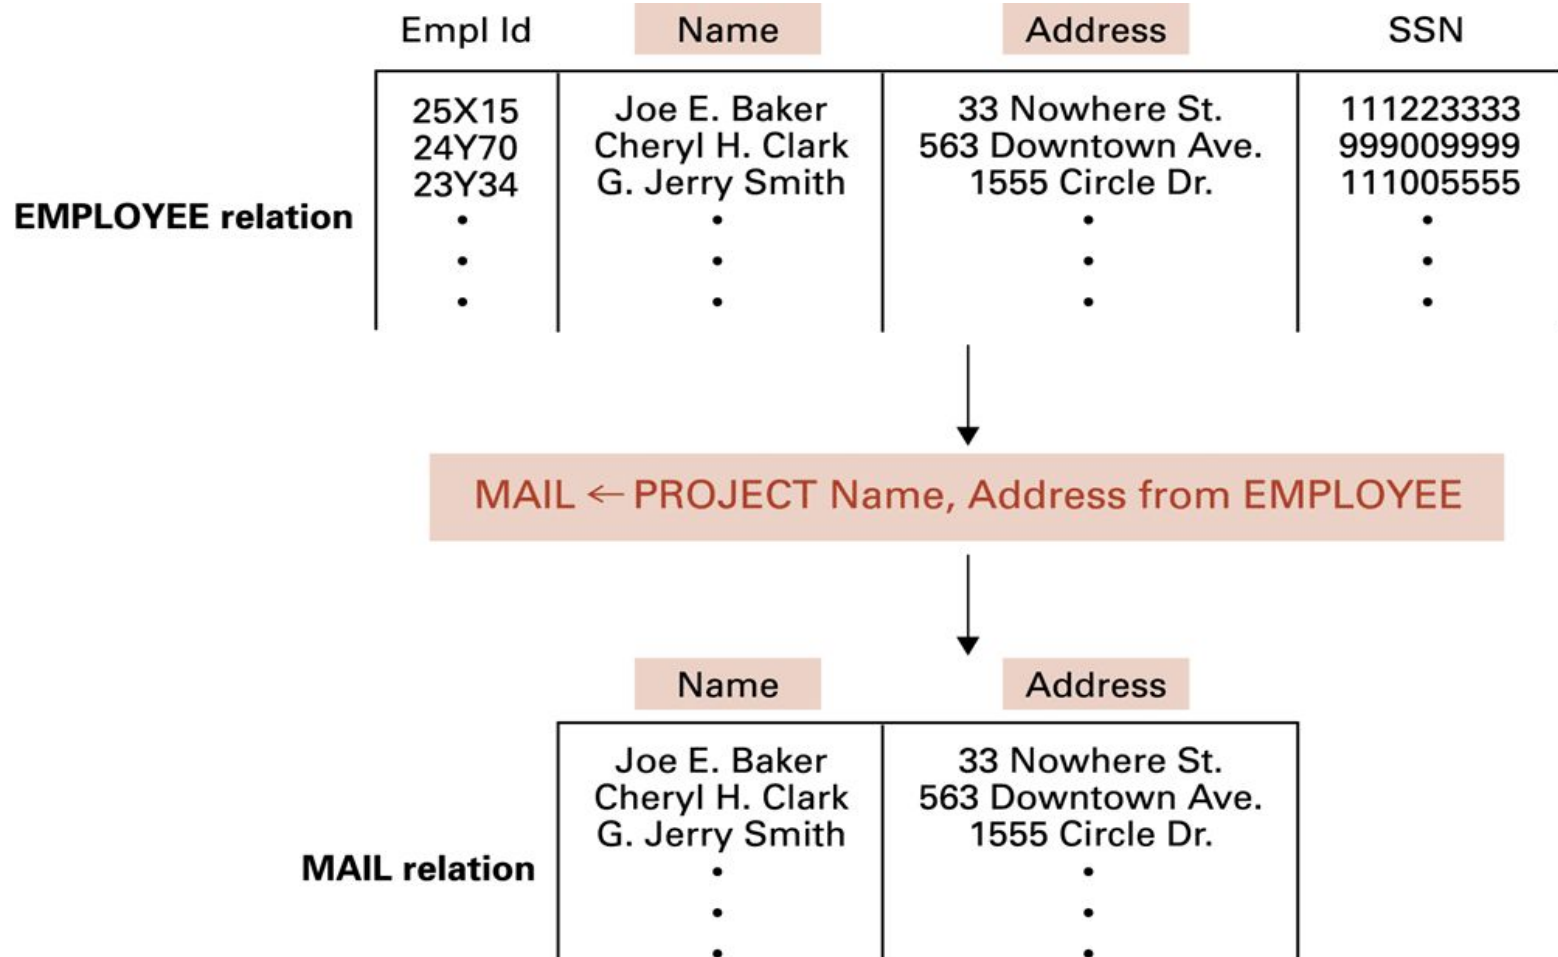 Empl Id Name Address SSN
25X15 Joe E. Baker 33 Nowhere St. 111223333
24Y70 Cheryl H. Clark 563 Downtown Ave. 999009999
23Y34 G. Jerry Smith 1555 Circle Dr. 111005555
EMPLOYEE relation
MAIL ← PROJECT Name, Address from EMPLOYEE
Name Address
Joe E. Baker 33 Nowhere St.
Cheryl H. Clark 563 Downtown Ave.
G. Jerry Smith 1555 Circle Dr.
MAIL relation